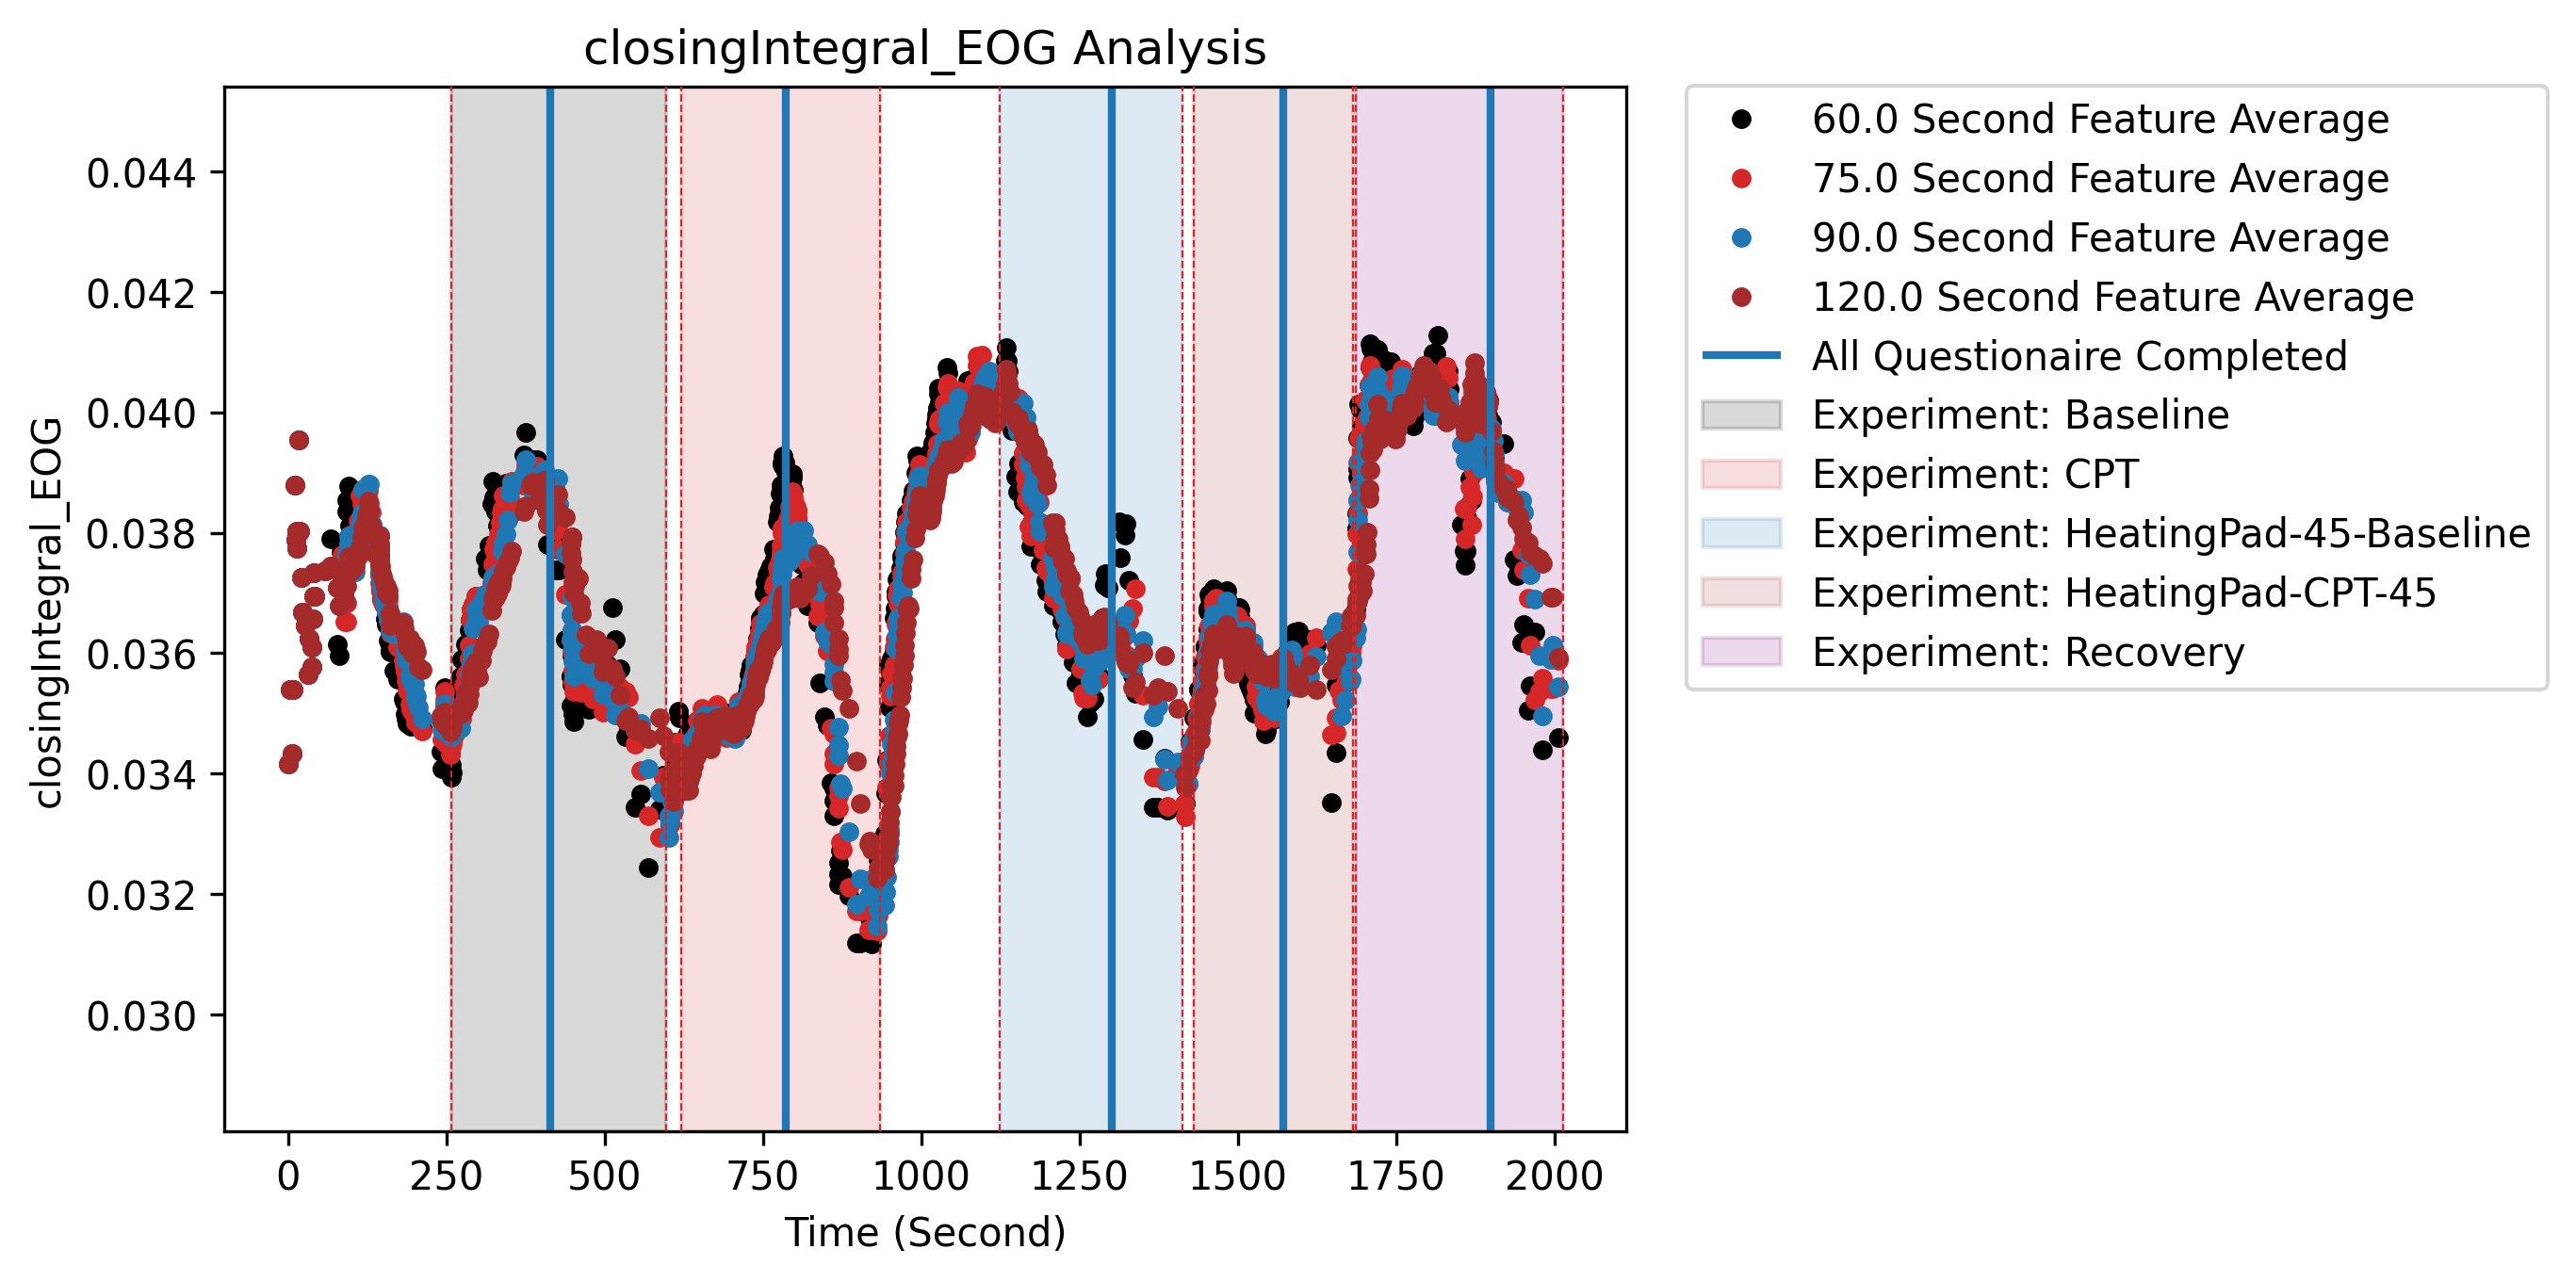 closingIntegral_EOG Analysis
closingIntegral_EOG
0.044
0.042
0.040
0.038
0.036
0.034
0.032
0.030
0 250 500 750 1000 1250 1500 1750 2000
Time (Second)
60.0 Second Feature Average
75.0 Second Feature Average
90.0 Second Feature Average
120.0 Second Feature Average
All Questionaire Completed
Experiment: Baseline
Experiment: CPT
Experiment: HeatingPad-45-Baseline
Experiment: HeatingPad-CPT-45
Experiment: Recovery